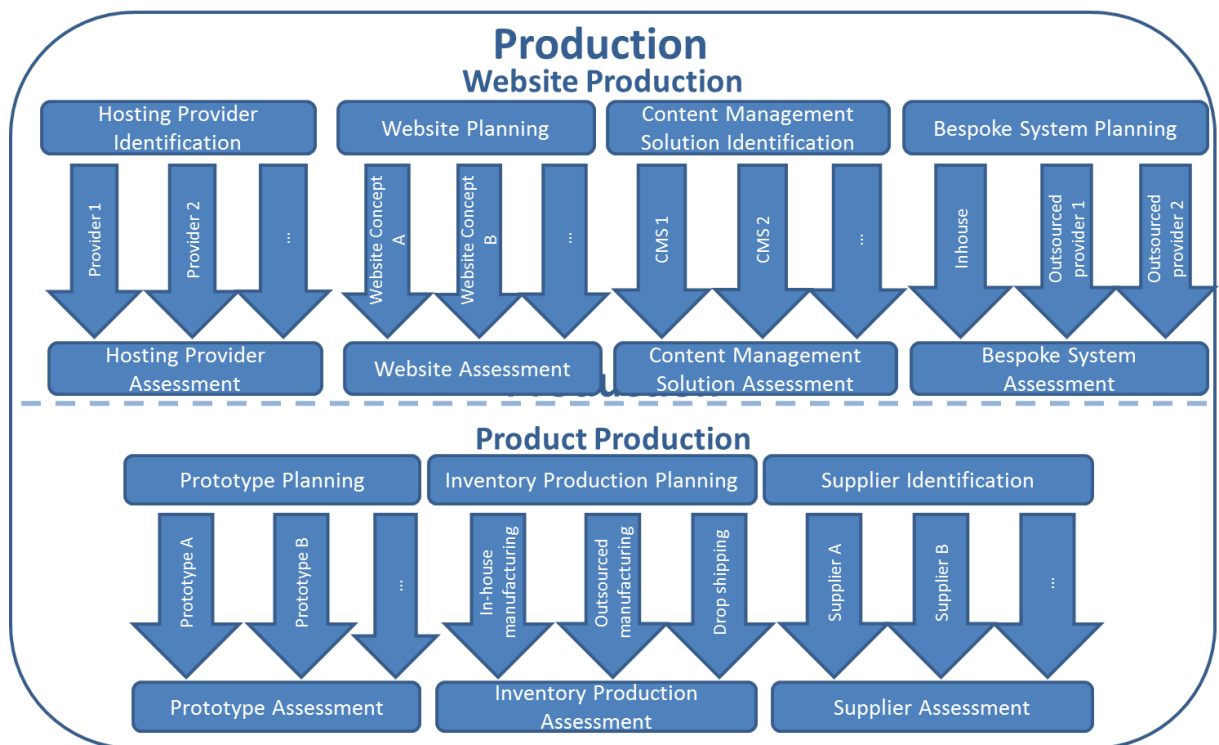 Production
Website Production
Hosting Provider
Identification
Website Planning
Content Management
Solution Identification
Bespoke System Planning
Provider 1
Provider 2
...
Website Concept
A
Website Concept
B
...
CMS 1
CMS 2
...
Inhouse
Outsourced
provider 1
Outsourced
provider 2
Hosting Provider
Assessment
Website Assessment
Content Management
Solution Assessment
Bespoke System
Assessment
Production
Product Production
Prototype Planning
Inventory Production Planning
Supplier Identification
Prototype A
Prototype B
...
In-house
manufacturing
Outsourced
manufacturing
Drop shipping
Supplier A
Supplier B
...
Prototype Assessment
Inventory Production
Assessment
Supplier Assessment